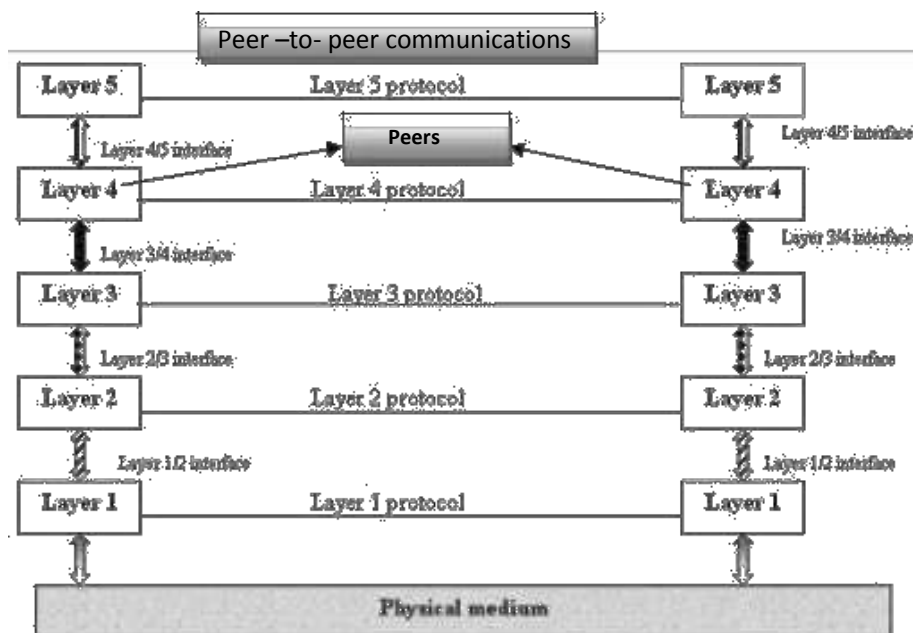 Peer –to- peer communications
Layer 5
Layer 5 protocol
Layer 5
Layer 4/5 interface
Peers
Layer 4/5 interface
Layer 4
Layer 4 protocol
Layer 4
Layer 3/4 interface
Layer 3/4 interface
Layer 3
Layer 3 protocol
Layer 3
Layer 2/3 interface
Layer 2/3 interface
Layer 2
Layer 2 protocol
Layer 2
Layer 1/2 interface
Layer 1/2 interface
Layer 1
Layer 1 protocol
Layer 1
Physical medium